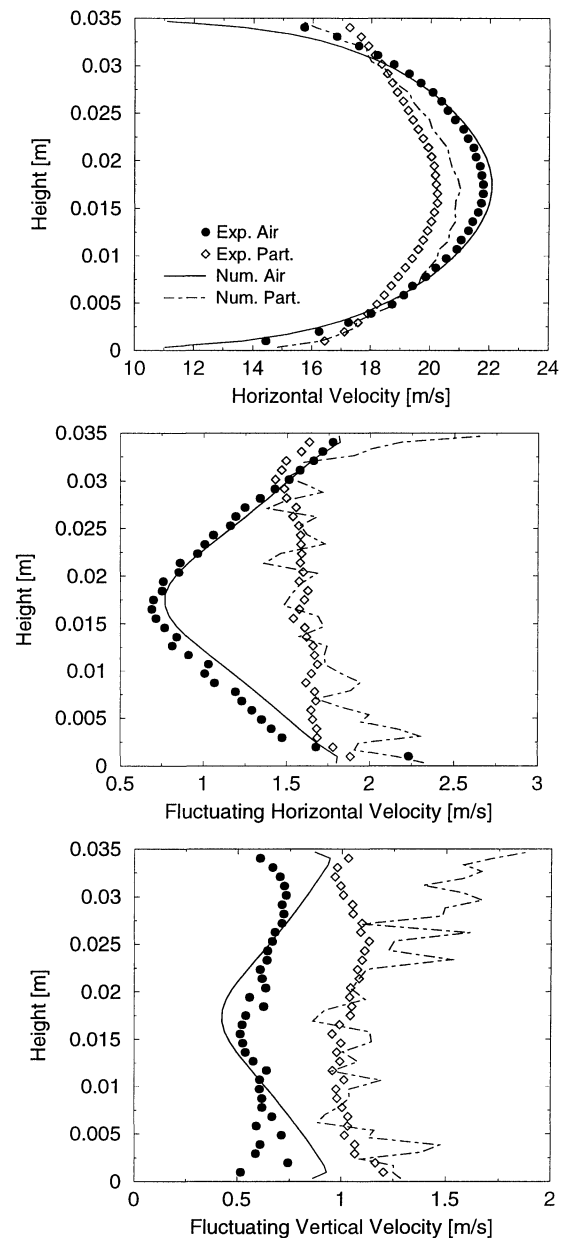 0.035
0.03
0.025
0.02
0.015
0.01
0.005
0
Height [m]
Exp. Air
Exp. Part.
Num. Air
Num. Part.
10 12 14 16 18 20 22 24
Horizontal Velocity [m/s]
0.035
0.03
0.025
0.02
0.015
0.01
0.005
0
Height [m]
0.5 1 1.5 2 2.5 3
Fluctuating Horizontal Velocity [m/s]
0.035
0.03
0.025
0.02
0.015
0.01
0.005
0
Height [m]
0 0.5 1 1.5 2
Fluctuating Vertical Velocity [m/s]